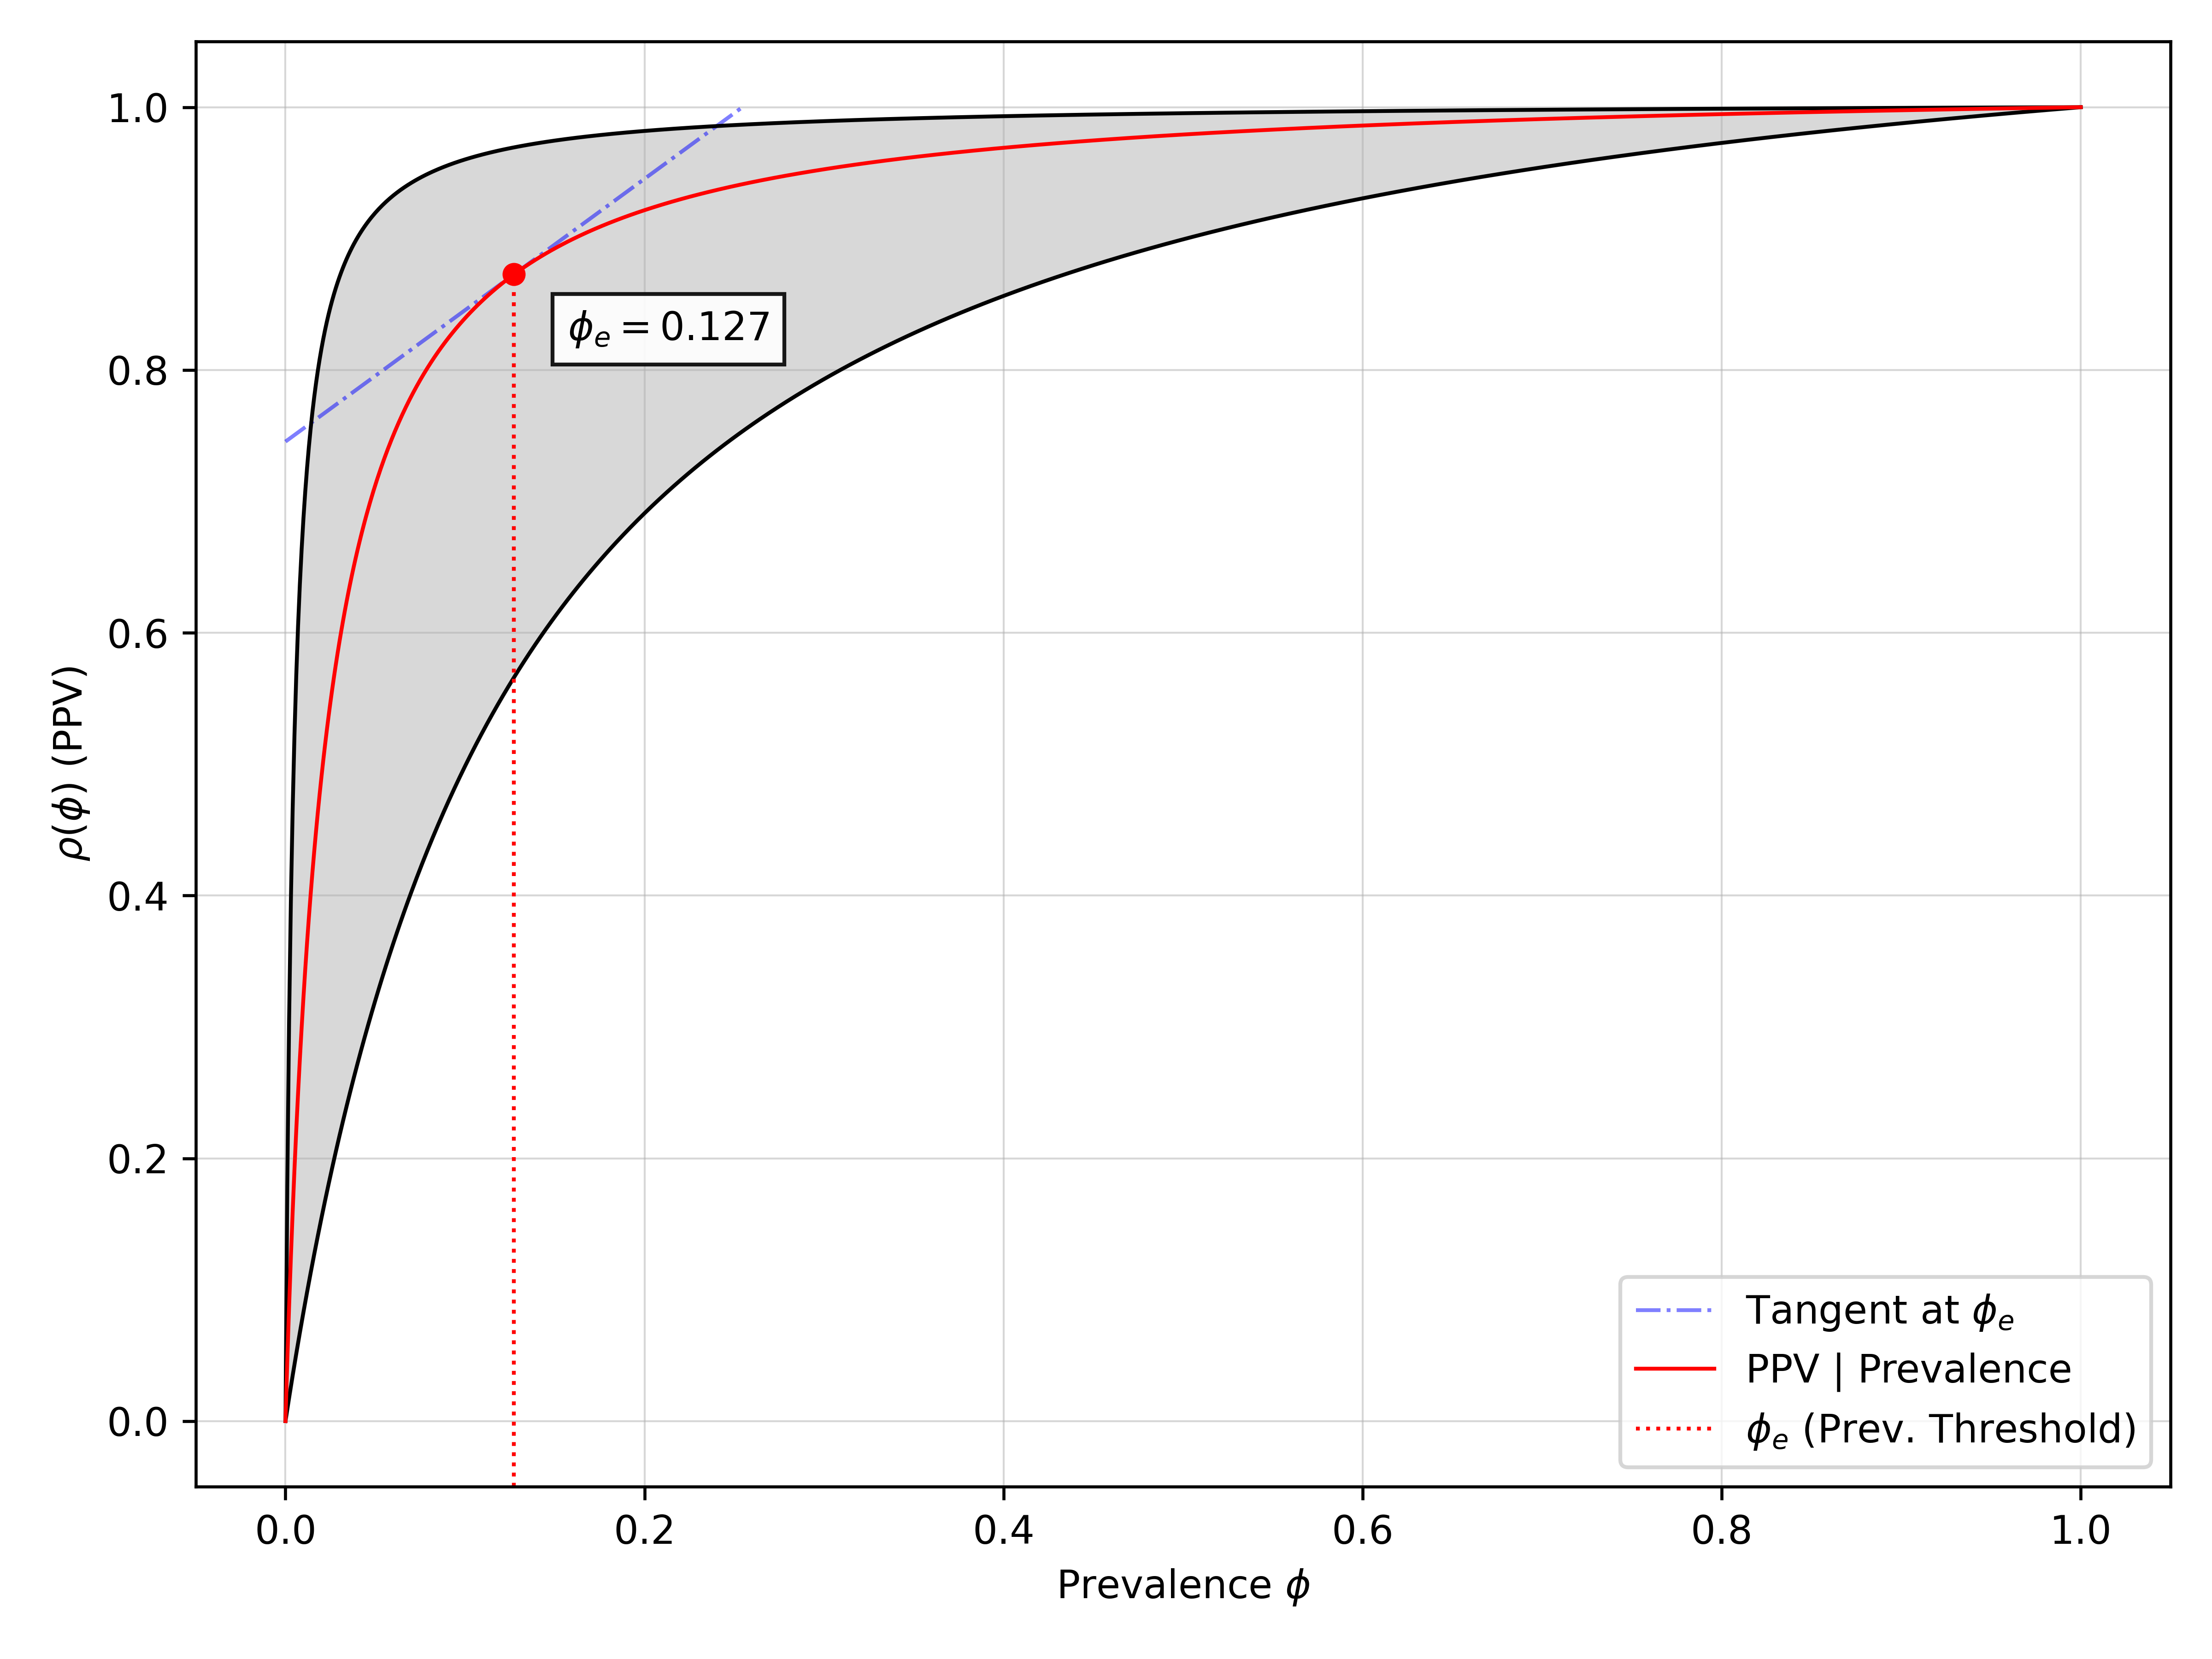 1.0
0.8
0.6
0.4
0.2
0.0
ρ(ϕ) (PPV)
ϕₑ = 0.127
Tangent at ϕₑ
PPV | Prevalence
ϕₑ (Prev. Threshold)
0.0 0.2 0.4 0.6 0.8 1.0
Prevalence ϕ